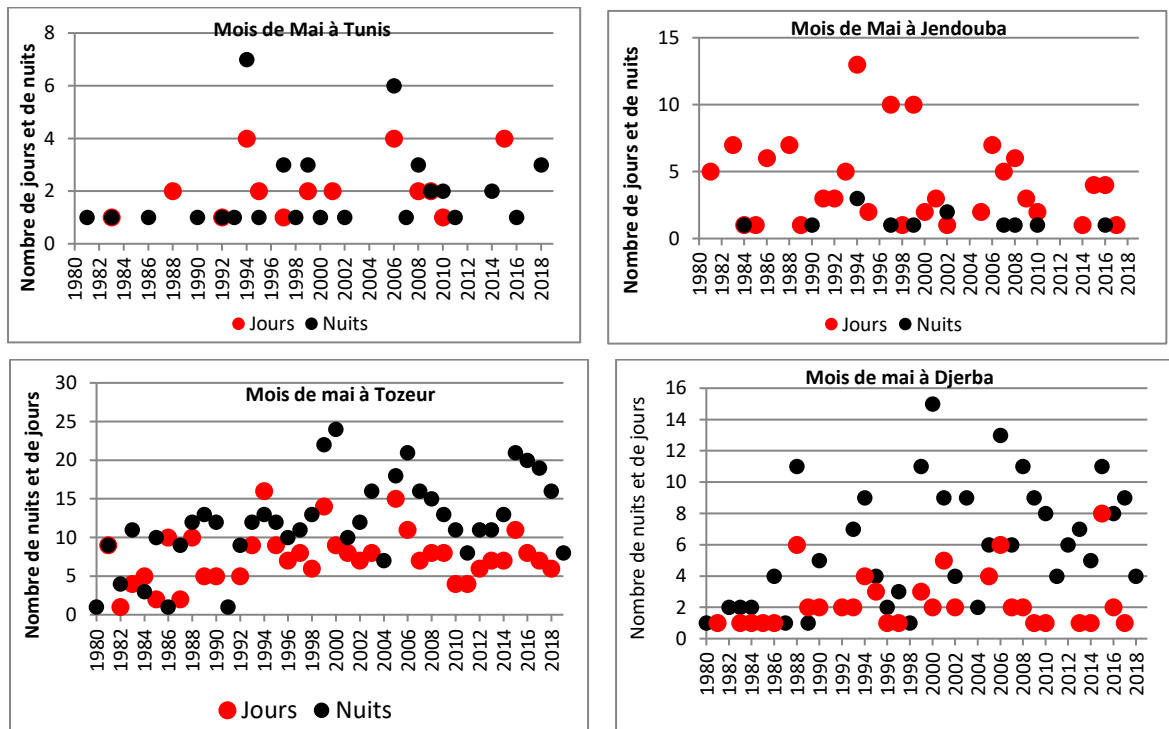 Mois de Mai à Tunis
Nombre de jours et de nuits
8
6
4
2
0
1980 1982 1984 1986 1988 1990 1992 1994 1996 1998 2000 2002 2004 2006 2008 2010 2012 2014 2016 2018
Jours Nuits
Mois de Mai à Jendouba
Nombre de jours et de nuits
15
10
5
0
1980 1982 1984 1986 1988 1990 1992 1994 1996 1998 2000 2002 2004 2006 2008 2010 2012 2014 2016 2018
Jours Nuits
Mois de mai à Tozeur
Nombre de nuits et de jours
30
25
20
15
10
5
0
1980 1982 1984 1986 1988 1990 1992 1994 1996 1998 2000 2002 2004 2006 2008 2010 2012 2014 2016 2018
Jours Nuits
Mois de mai à Djerba
Nombre de nuits et de jours
16
14
12
10
8
6
4
2
0
1980 1982 1984 1986 1988 1990 1992 1994 1996 1998 2000 2002 2004 2006 2008 2010 2012 2014 2016 2018